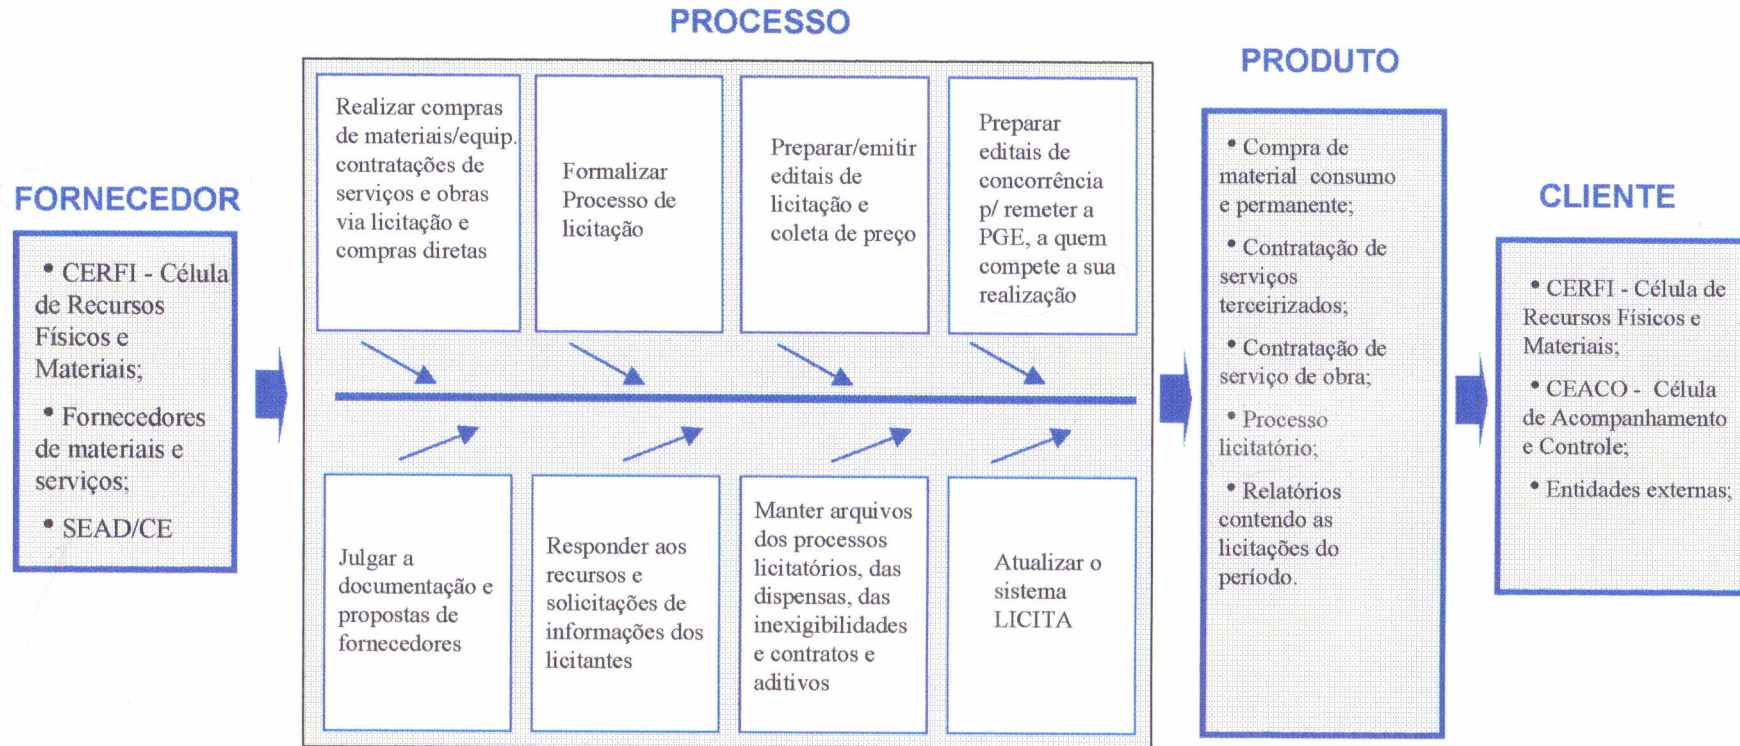 PROCESSO
PRODUTO
FORNECEDOR
CLIENTE
• CERFI - Célula
de Recursos
Físicos e
Materiais;
• Fornecedores
de materiais e
serviços;
• SEAD/CE
Realizar compras
de materiais/equip.
contratações de
serviços e obras
via licitação e
compras diretas
Formalizar
Processo de
licitação
Preparar/emitir
editais de
licitação e
coleta de preço
Preparar
editais de
concorrência
p/ remeter a
PGE, a quem
compete a sua
realização
Julgar a
documentação e
propostas de
fornecedores
Responder aos
recursos e
solicitações de
informações dos
licitantes
Manter arquivos
dos processos
licitatórios, das
dispensas, das
inexigibilidades
e contratos e
aditivos
Atualizar o
sistema
LICITA
• Compra de
material consumo
e permanente;
• Contratação de
serviços
terceirizados;
• Contratação de
serviço de obra;
• Processo
licitatório;
• Relatórios
contendo as
licitações do
período.
• CERFI - Célula de
Recursos Físicos e
Materiais;
• CEACO - Célula
de Acompanhamento
e Controle;
• Entidades externas;